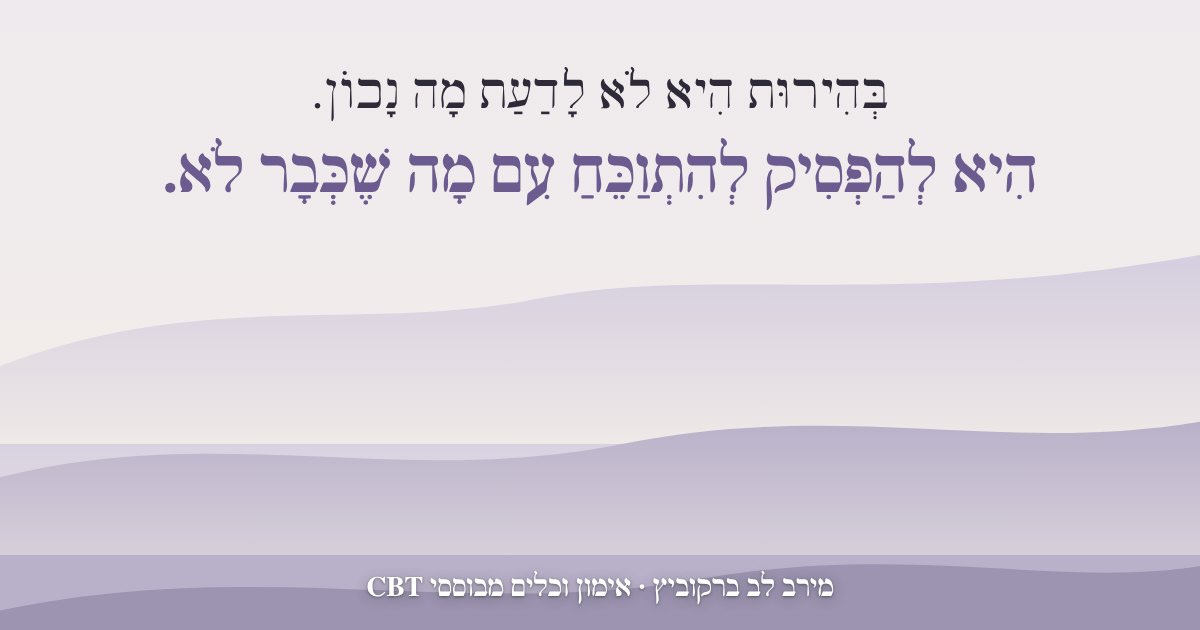 בְּהִירוּת הִיא לֹא לָדַעַת מָה נָכוֹן.
הִיא לְהַפְסִיק לְהִתְוַכֵּחַ עִם מָה שֶׁכְּבָר לֹא.
מירב לב ברקוביץ · אימון וכלים מבוססי CBT